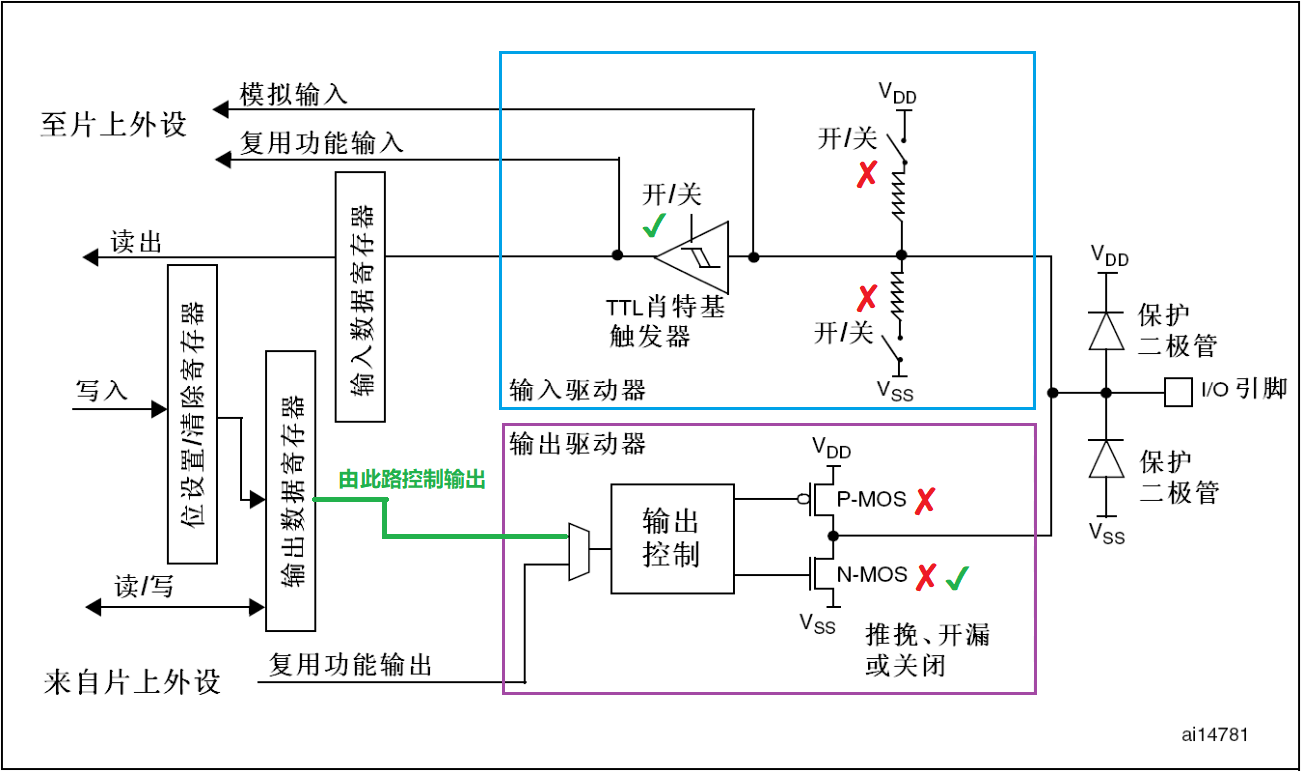 模拟输入
至片上外设
复用功能输入
读出
输入数据寄存器
开/关
TTL肖特基
触发器
VDD
开/关
开/关
VSS
输入驱动器
VDD
保护
二极管
I/O 引脚
保护
二极管
VSS
写入
位设置/清除寄存器
输出数据寄存器
读/写
由此路控制输出
输出驱动器
输出
控制
VDD
P-MOS
N-MOS
VSS
推挽、开漏
或关闭
复用功能输出
来自片上外设
ai14781